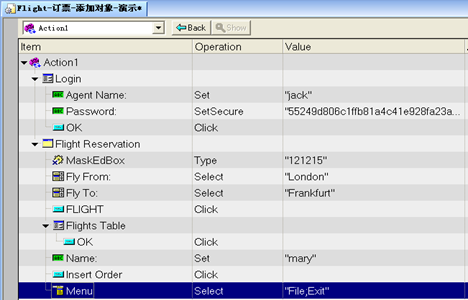 Flight-订票-添加对象-演示*
Action1 Back Show
Item Operation Value
Action1
Login
Agent Name: Set "jack"
Password: SetSecure "55249d806c1ffb81a4c41e928fa23a...
OK Click
Flight Reservation
MaskEdBox Type "121215"
Fly From: Select "London"
Fly To: Select "Frankfurt"
FLIGHT Click
Flights Table
OK Click
Name: Set "mary"
Insert Order Click
Menu Select "File;Exit"